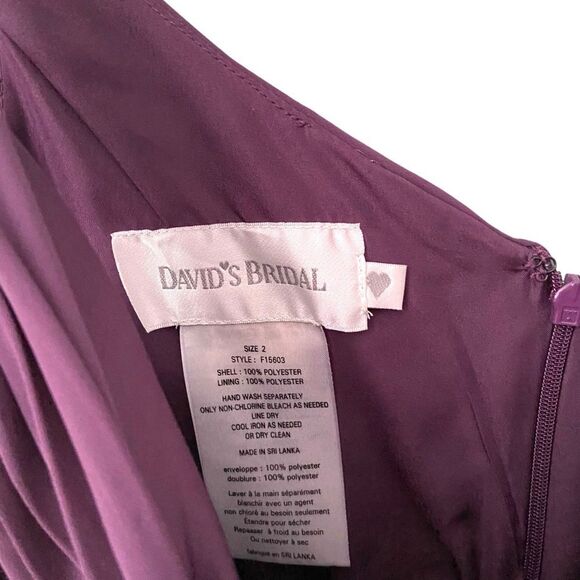 DAVID'S BRIDAL
SIZE 2
STYLE : F15603
SHELL : 100% POLYESTER
LINING : 100% POLYESTER
HAND WASH SEPARATELY
ONLY NON-CHLORINE BLEACH AS NEEDED
LINE DRY
COOL IRON AS NEEDED
OR DRY CLEAN
MADE IN SRI LANKA
enveloppe : 100% polyester
doublure : 100% polyester
Laver à la main séparément
blanchir avec un agent
non chloré au besoin seulement
Étendre pour sécher
Repasser à froid au besoin
Ou nettoyer à sec
fabriqué en SRI LANKA